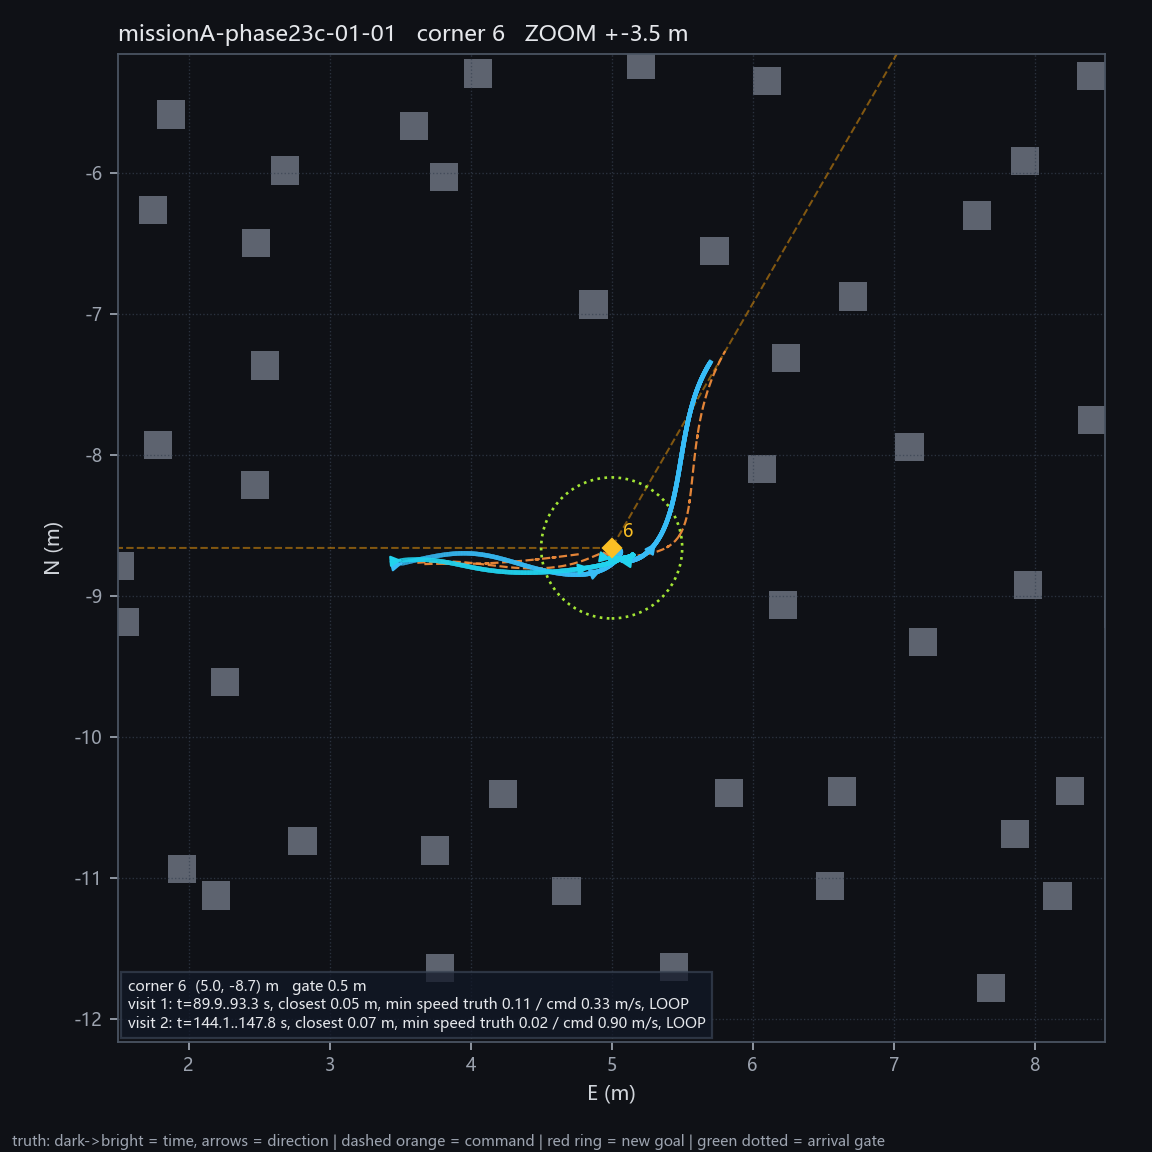 missionA-phase23c-01-01   corner 6   ZOOM +-3.5 m
-6
-7
-8
-9
-10
-11
-12
N (m)
6
corner 6  (5.0, -8.7) m   gate 0.5 m
visit 1: t=89.9..93.3 s, closest 0.05 m, min speed truth 0.11 / cmd 0.33 m/s, LOOP
visit 2: t=144.1..147.8 s, closest 0.07 m, min speed truth 0.02 / cmd 0.90 m/s, LOOP
2 3 4 5 6 7 8
E (m)
truth: dark->bright = time, arrows = direction | dashed orange = command | red ring = new goal | green dotted = arrival gate